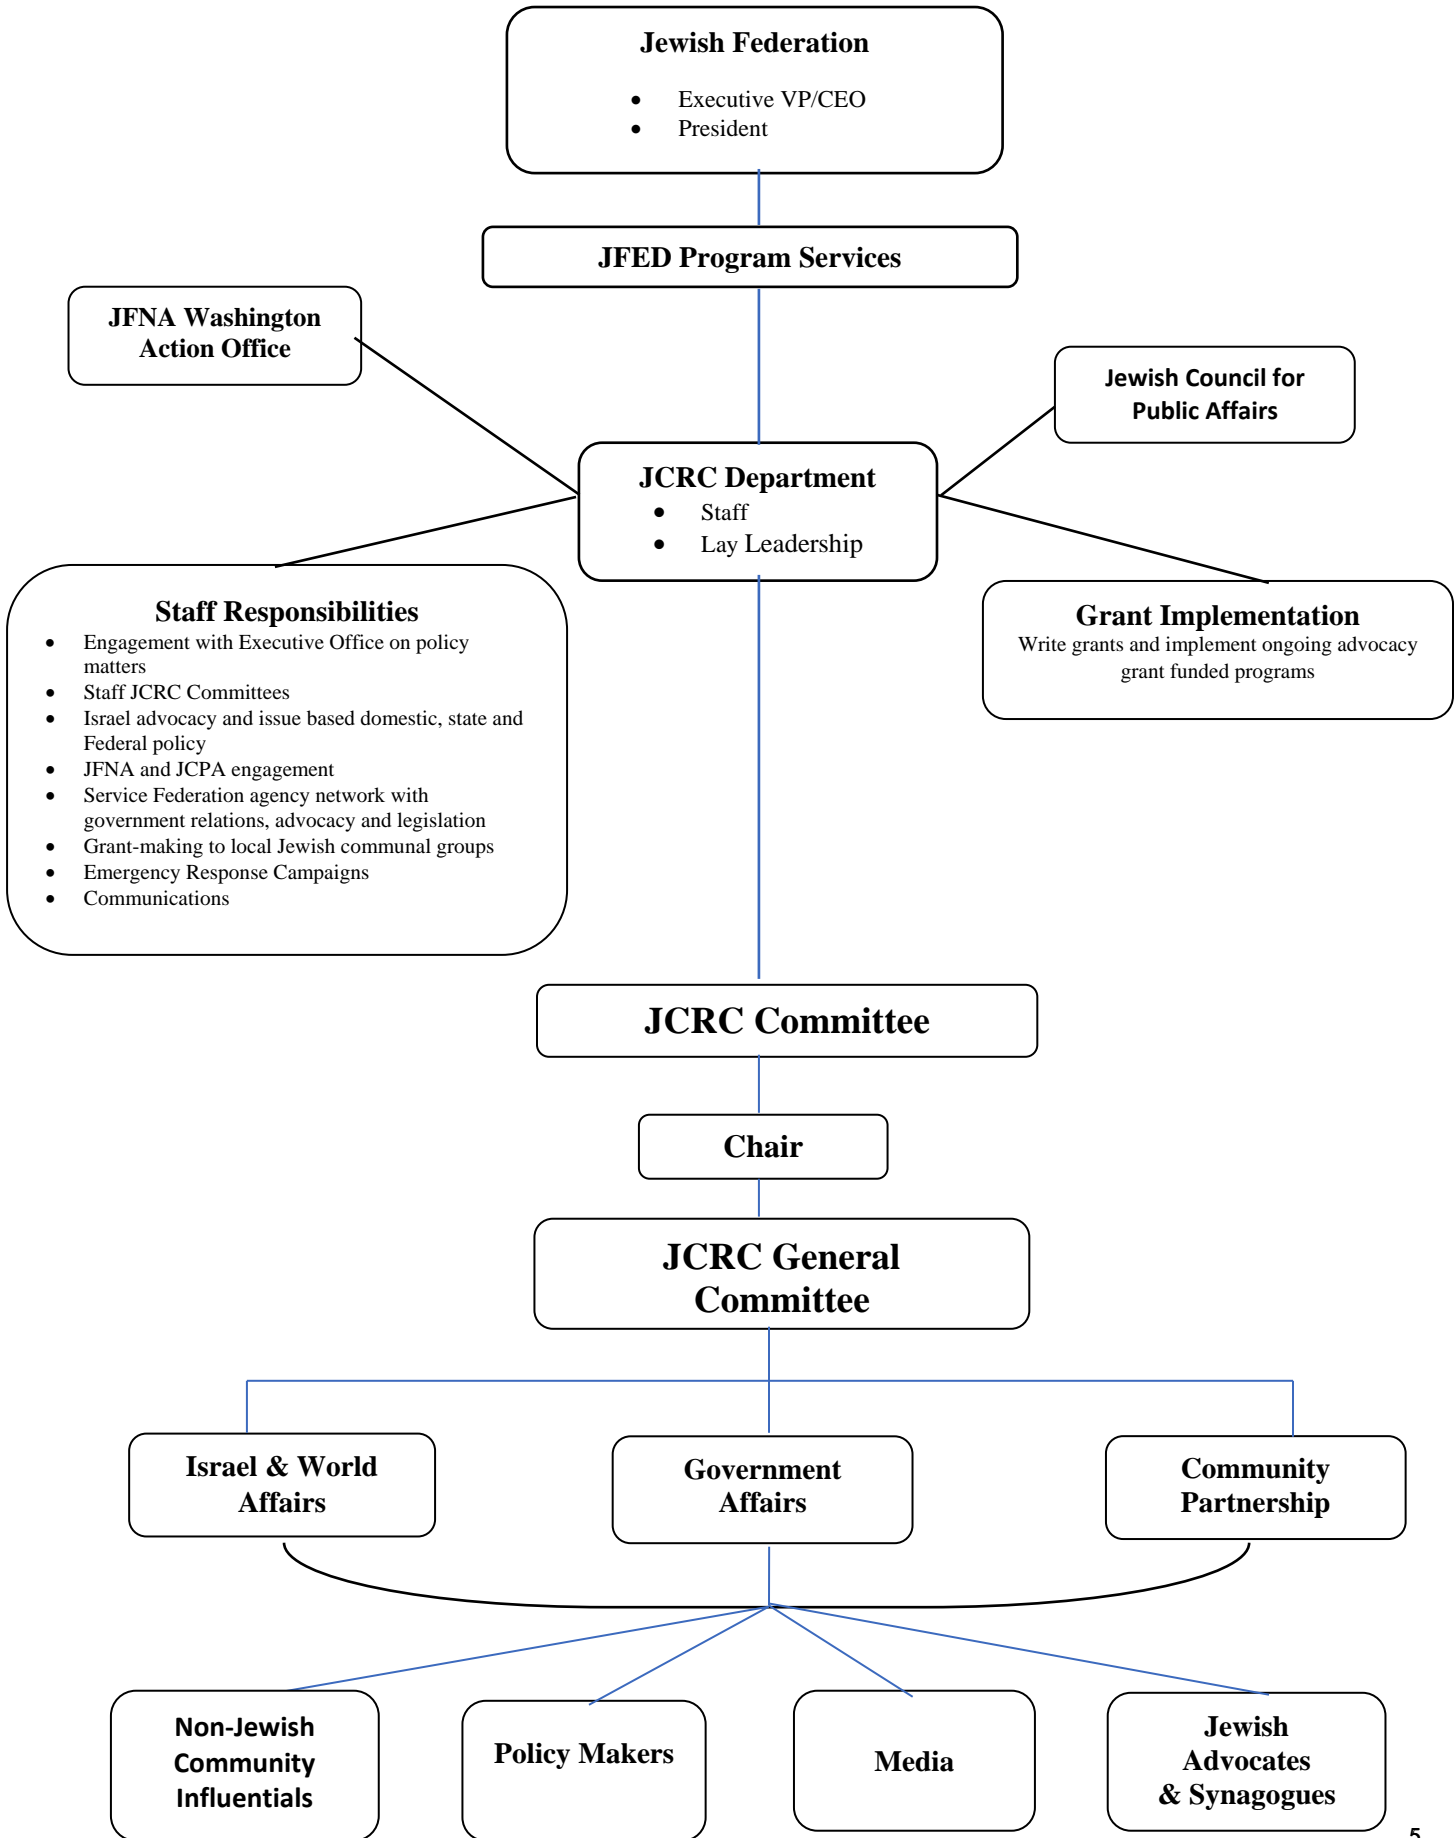 Jewish Federation
• Executive VP/CEO
• President
JFED Program Services
JFNA Washington
Action Office
Jewish Council for
Public Affairs
JCRC Department
• Staff
• Lay Leadership
Staff Responsibilities
• Engagement with Executive Office on policy
matters
• Staff JCRC Committees
• Israel advocacy and issue based domestic, state and
Federal policy
• JFNA and JCPA engagement
• Service Federation agency network with
government relations, advocacy and legislation
• Grant-making to local Jewish communal groups
• Emergency Response Campaigns
• Communications
Grant Implementation
Write grants and implement ongoing advocacy
grant funded programs
JCRC Committee
Chair
JCRC General
Committee
Israel & World
Affairs
Government
Affairs
Community
Partnership
Non-Jewish
Community
Influentials
Policy Makers
Media
Jewish
Advocates
& Synagogues
5